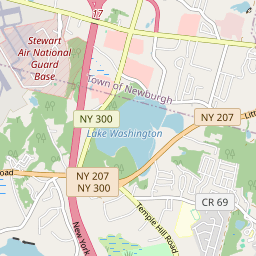 17
Stewart
Air National
Guard
Base
Town of Newburgh
NY 300
NY 207
Litt
Lake Washington
Road
NY 207
NY 300
CR 69
Temple Hill Road
New York